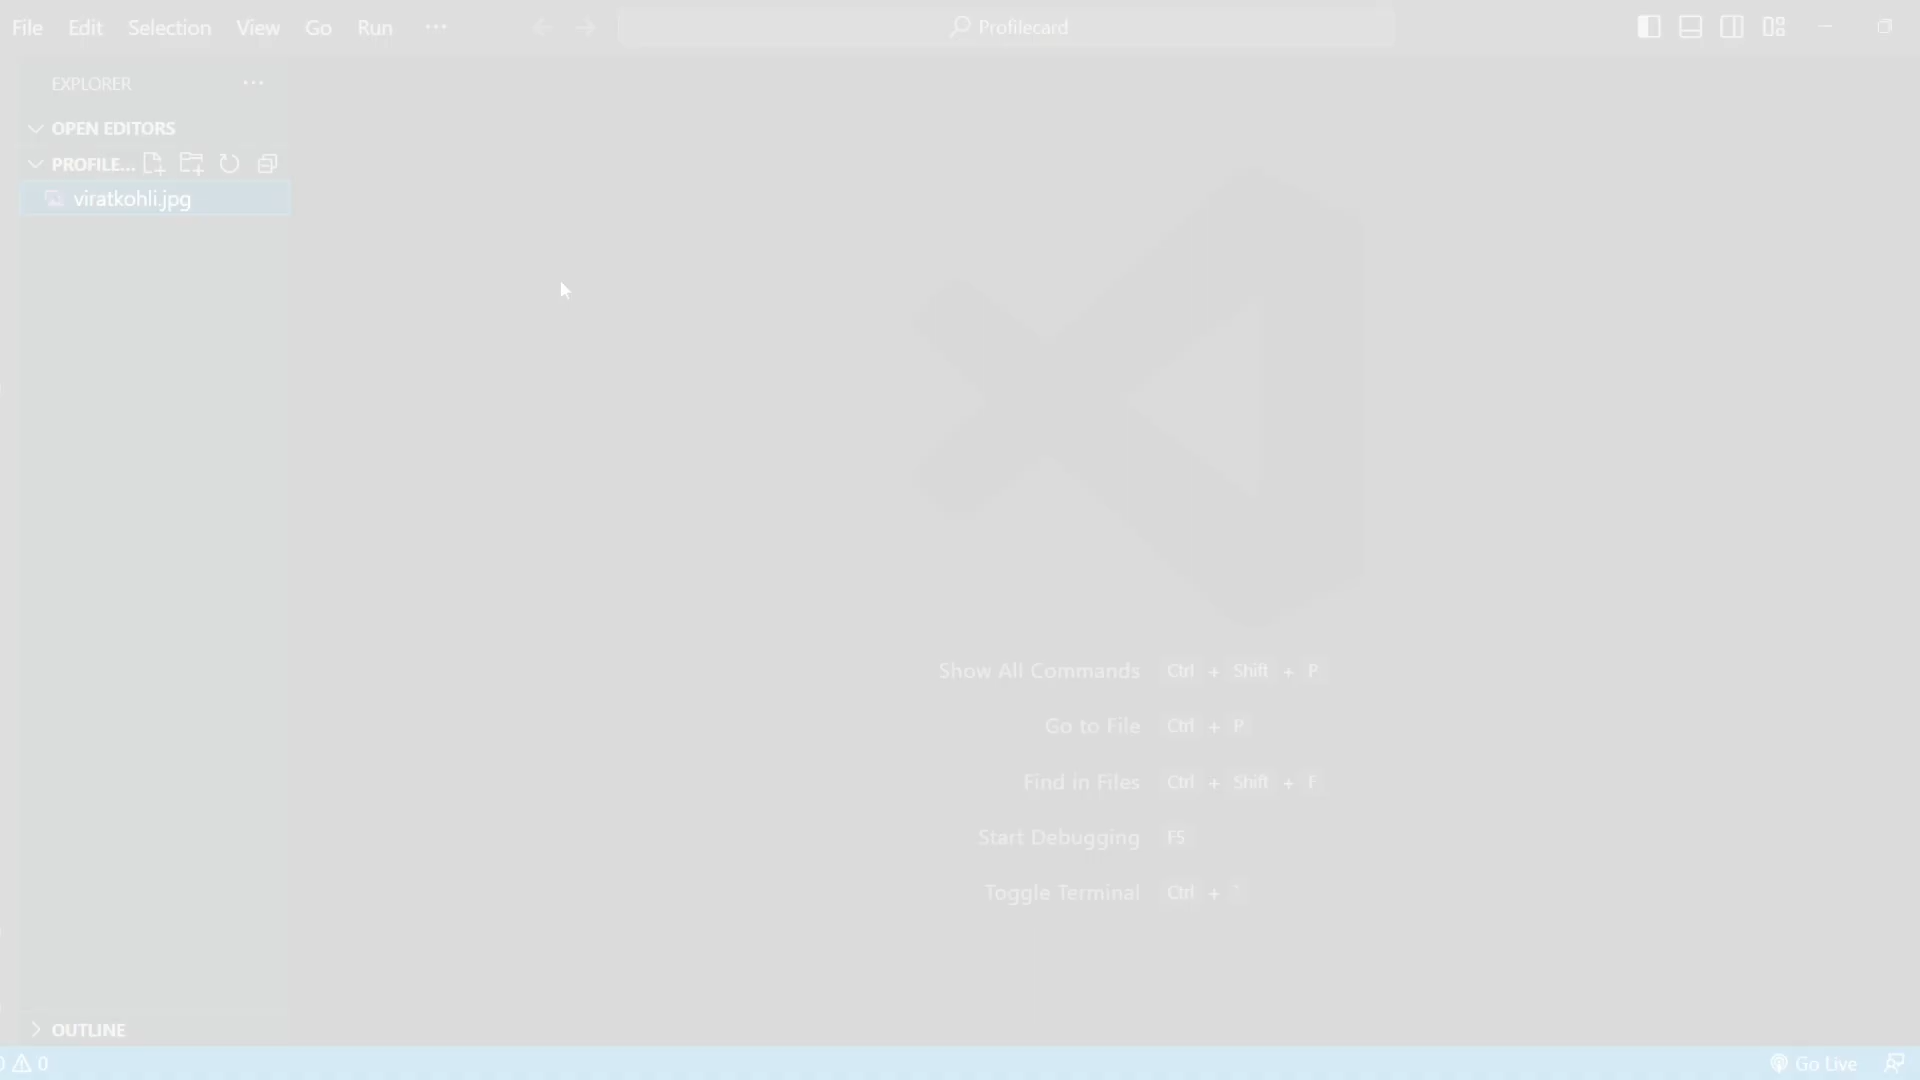 File Edit Selection View Go Run ··· Profilecard
EXPLORER ···
OPEN EDITORS
PROFILE...
viratkohli.jpg
Show All Commands Ctrl + Shift + P
Go to File Ctrl + P
Find in Files Ctrl + Shift + F
Start Debugging F5
Toggle Terminal Ctrl + `
OUTLINE
0 0 Go Live